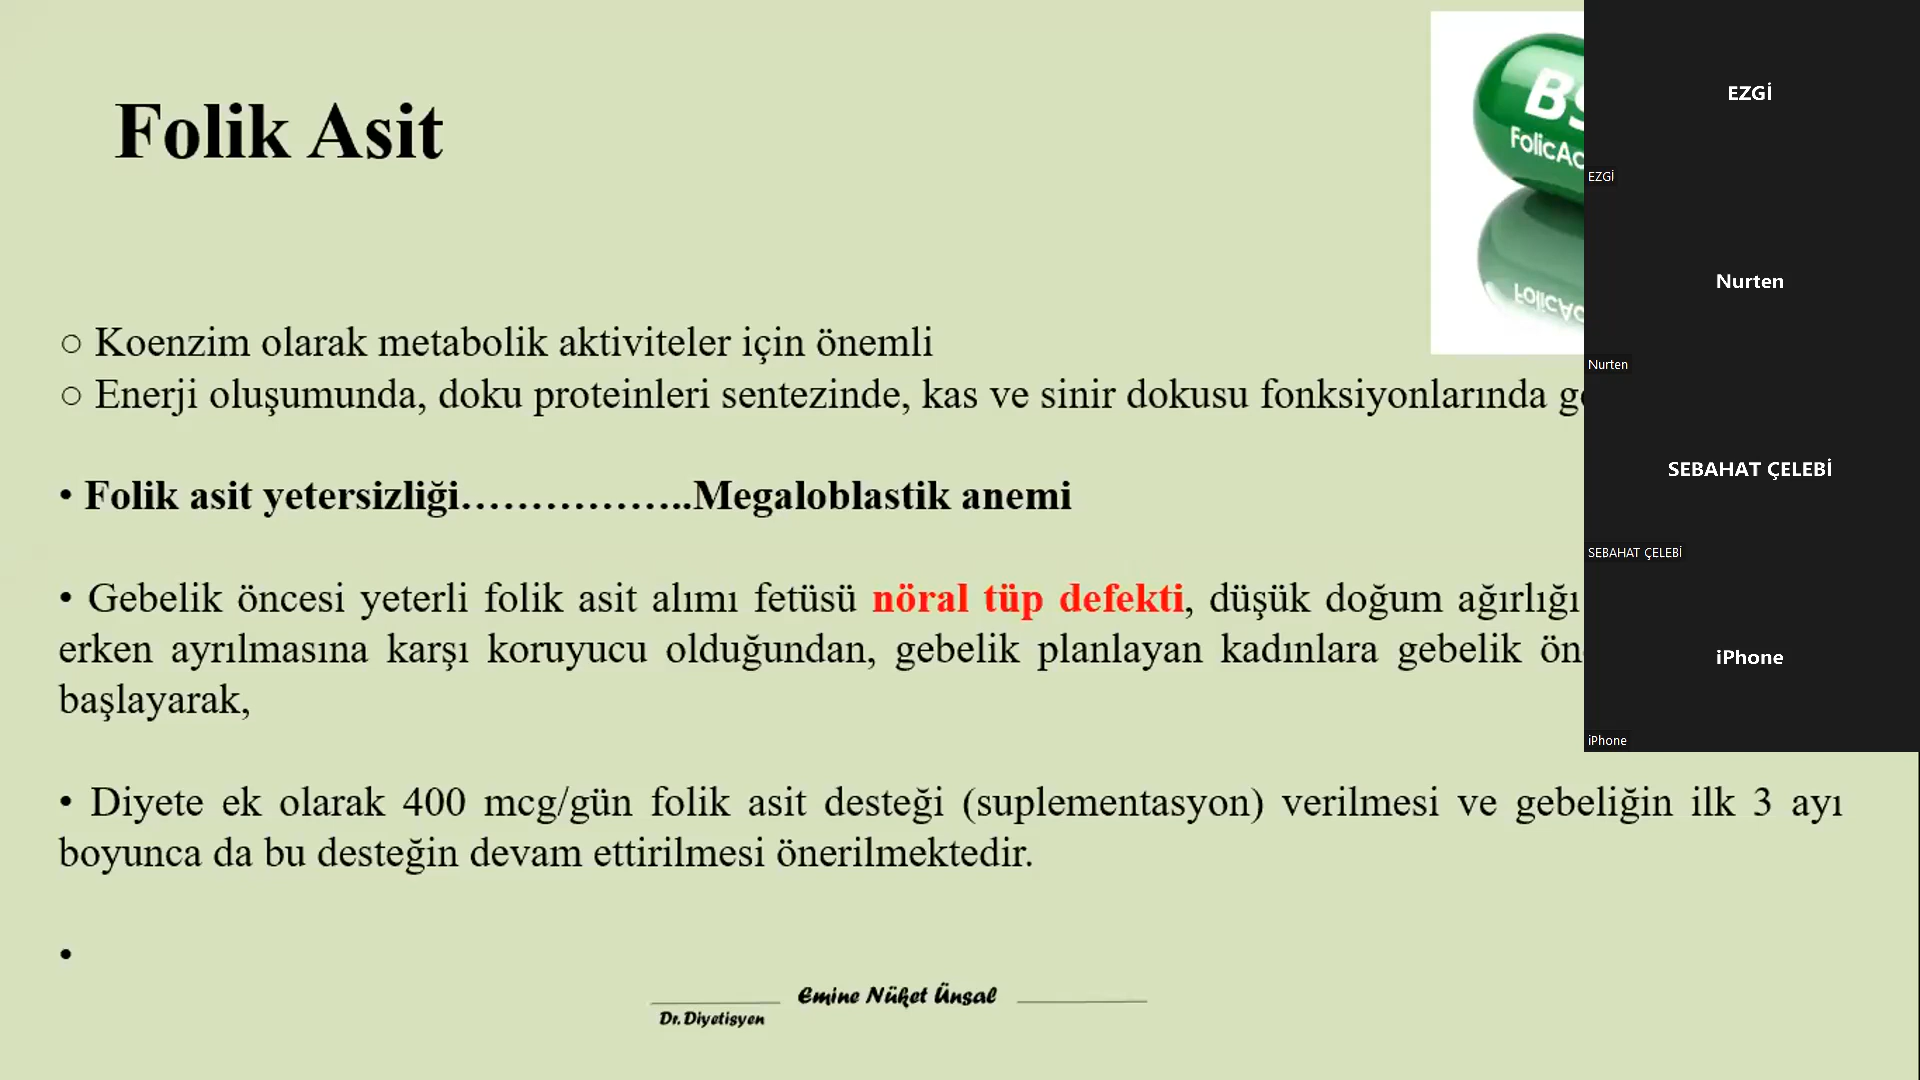 Folik Asit
○ Koenzim olarak metabolik aktiviteler için önemli
○ Enerji oluşumunda, doku proteinleri sentezinde, kas ve sinir dokusu fonksiyonlarında
• Folik asit yetersizliği……………..Megaloblastik anemi
• Gebelik öncesi yeterli folik asit alımı fetüsü nöral tüp defekti, düşük doğum ağırlığı
erken ayrılmasına karşı koruyucu olduğundan, gebelik planlayan kadınlara gebelik
başlayarak,
• Diyete ek olarak 400 mcg/gün folik asit desteği (suplementasyon) verilmesi ve gebeliğin ilk 3 ayı
boyunca da bu desteğin devam ettirilmesi önerilmektedir.
•
Emine Nüket Ünsal
Dr. Diyetisyen
EZGİ
EZGİ
Nurten
Nurten
SEBAHAT ÇELEBİ
SEBAHAT ÇELEBİ
iPhone
iPhone